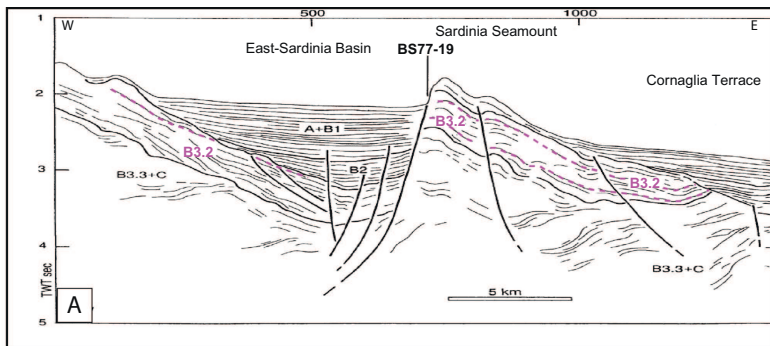 W 500 1000 E
1
Sardinia Seamount
East-Sardinia Basin BS77-19
Cornaglia Terrace
2
A+B1
B3.2
B3.2
3
B3.3+C
B2
B3.2
4
B3.3+C
TWT sec
A
5 km
5